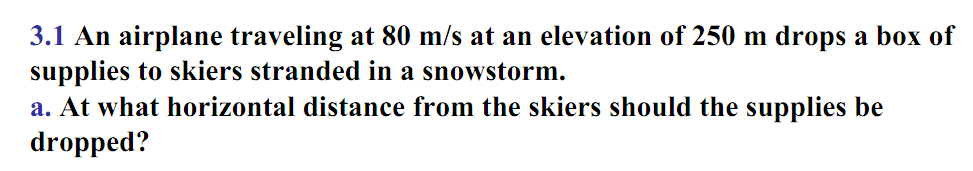 3.1 An airplane traveling at 80 m/s at an elevation of 250 m drops a box of
supplies to skiers stranded in a snowstorm.
a. At what horizontal distance from the skiers should the supplies be
dropped?